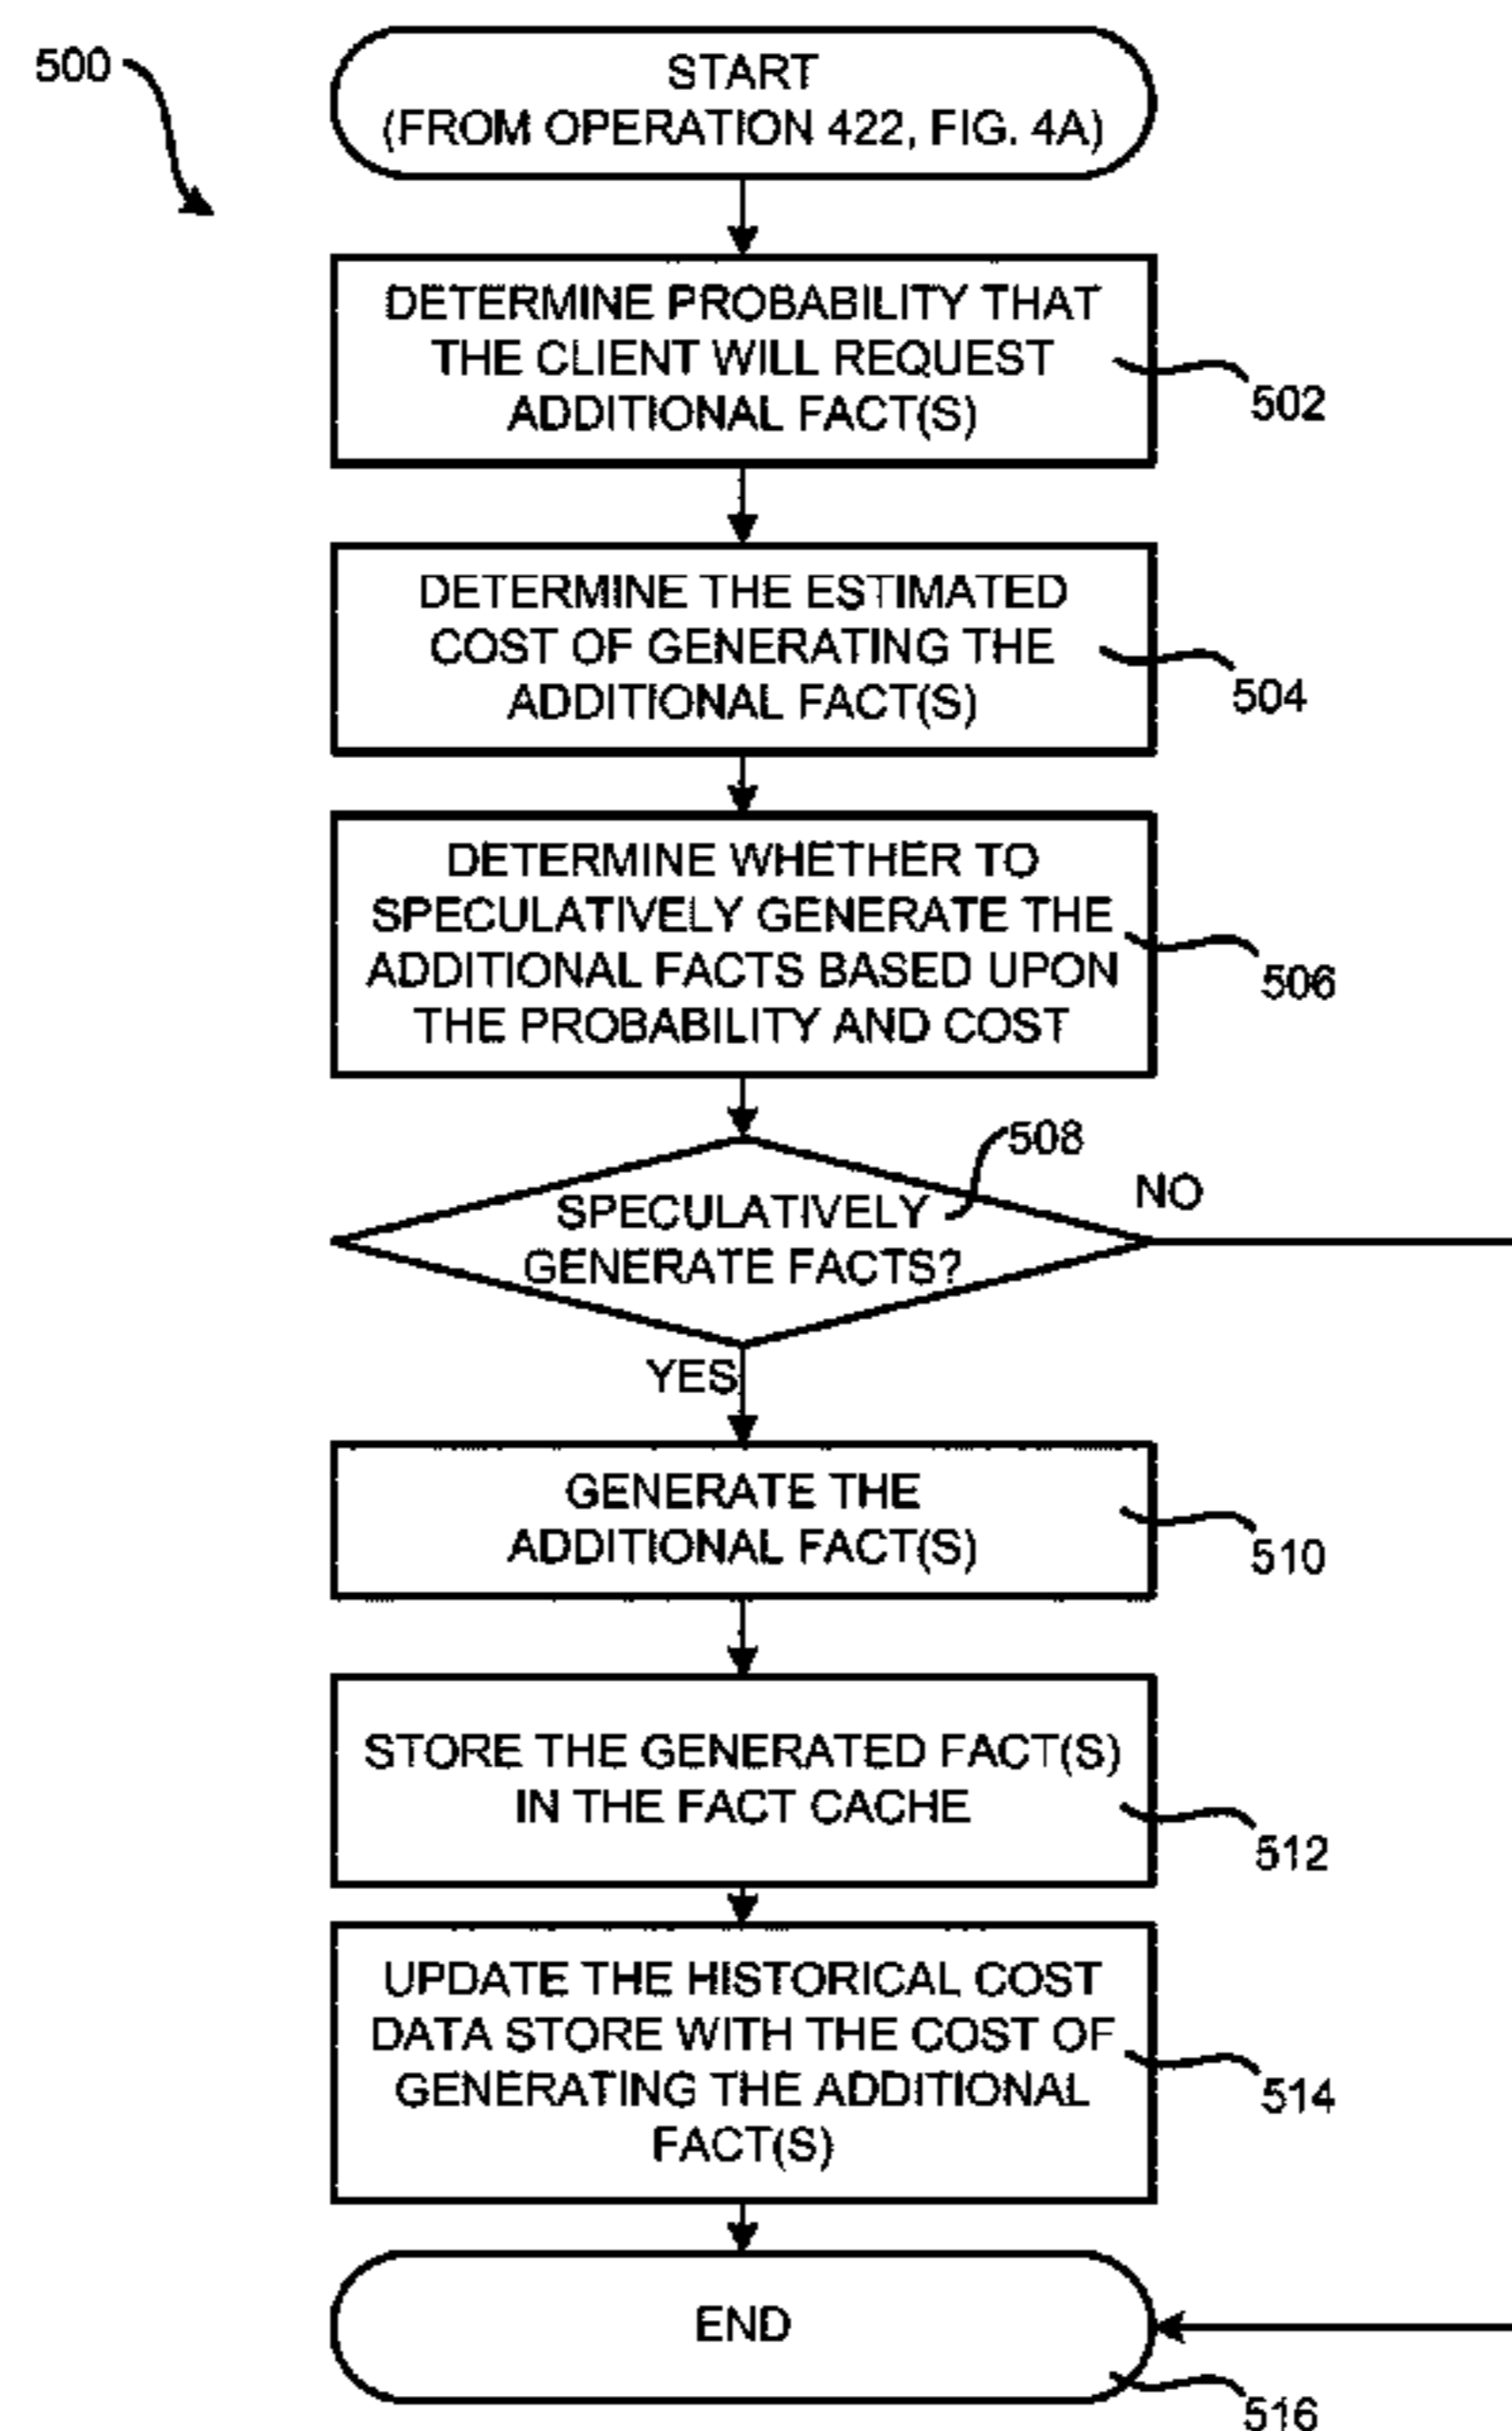 500
START
(FROM OPERATION 422, FIG. 4A)
DETERMINE PROBABILITY THAT
THE CLIENT WILL REQUEST
ADDITIONAL FACT(S)
502
DETERMINE THE ESTIMATED
COST OF GENERATING THE
ADDITIONAL FACT(S)
504
DETERMINE WHETHER TO
SPECULATIVELY GENERATE THE
ADDITIONAL FACTS BASED UPON
THE PROBABILITY AND COST
506
508
SPECULATIVELY
GENERATE FACTS?
NO
YES
GENERATE THE
ADDITIONAL FACT(S)
510
STORE THE GENERATED FACT(S)
IN THE FACT CACHE
512
UPDATE THE HISTORICAL COST
DATA STORE WITH THE COST OF
GENERATING THE ADDITIONAL
FACT(S)
514
END
516